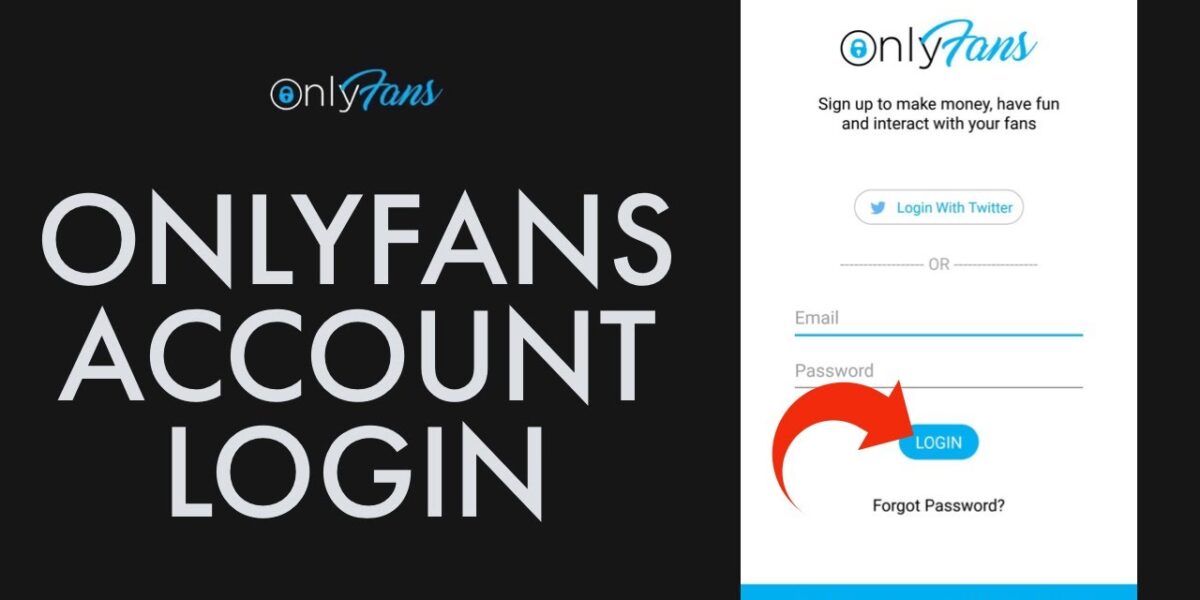 OnlyFans
ONLYFANS
ACCOUNT
LOGIN
OnlyFans
Sign up to make money, have fun
and interact with your fans
Login With Twitter
OR
Email
Password
LOGIN
Forgot Password?